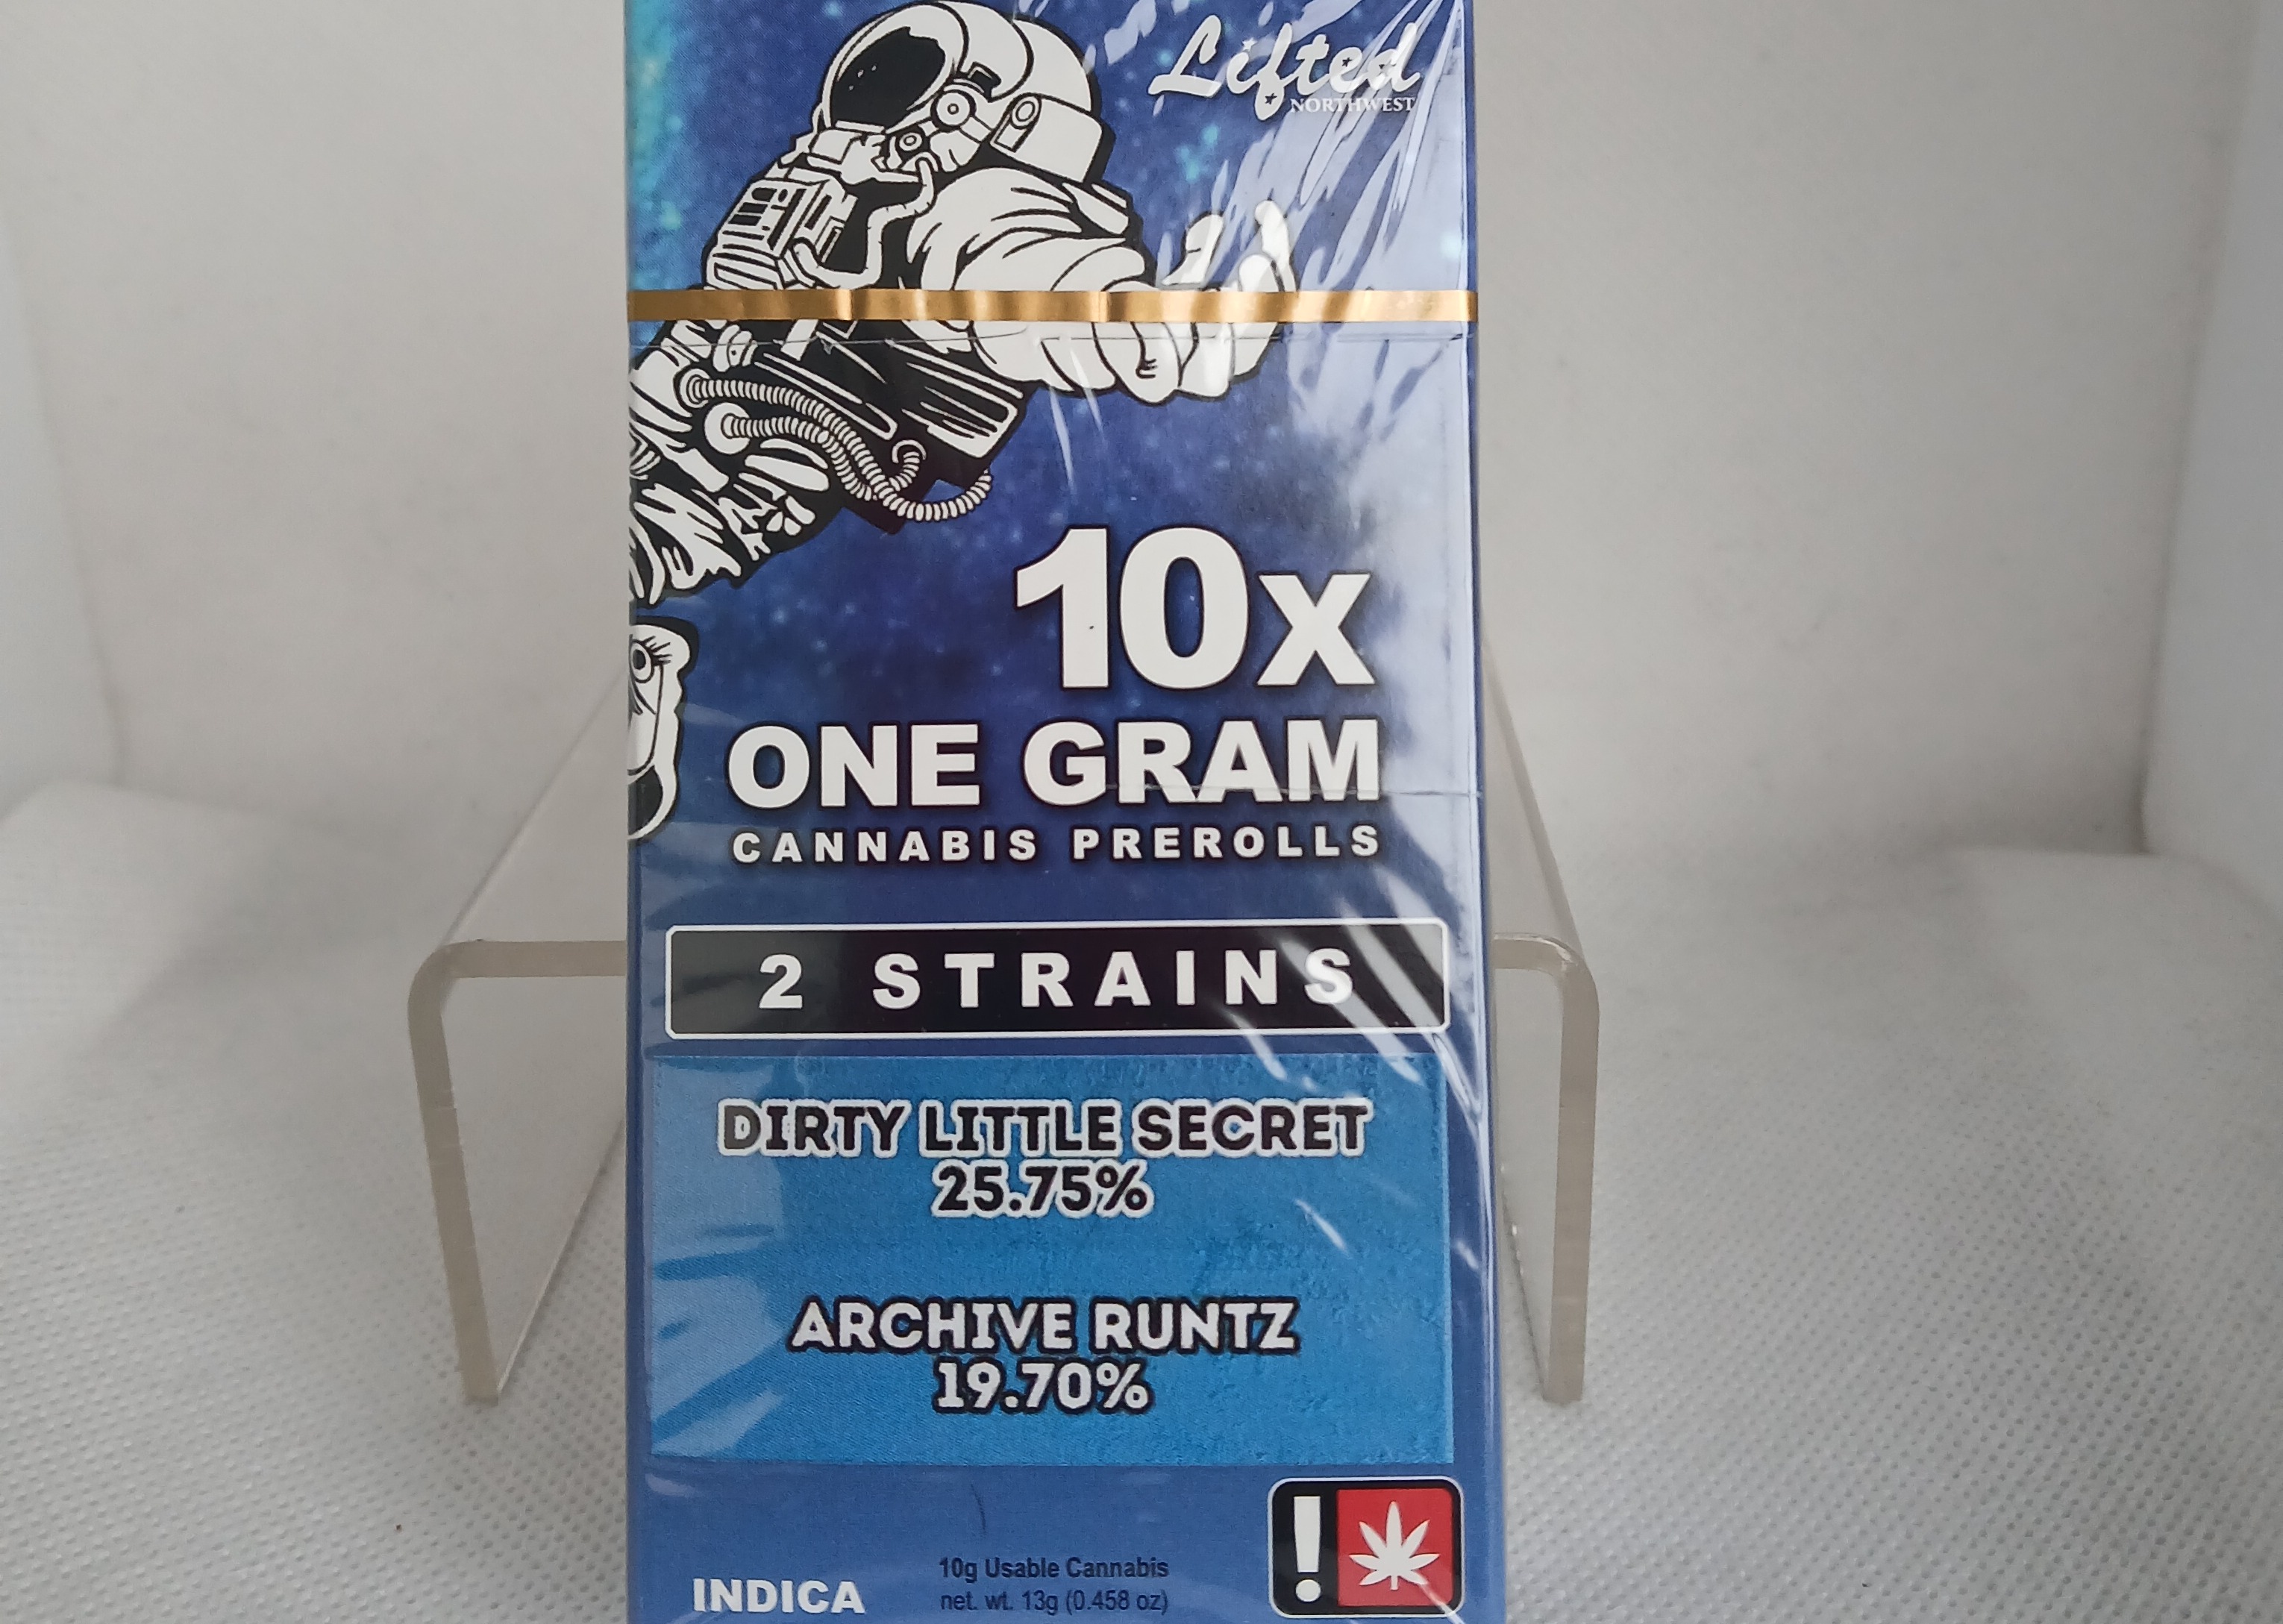 Lifted
NORTHWEST
10x
ONE GRAM
CANNABIS PREROLLS
2 STRAINS
DIRTY LITTLE SECRET
25.75%
ARCHIVE RUNTZ
19.70%
INDICA
10g Usable Cannabis
net. wt. 13g (0.458 oz)
!